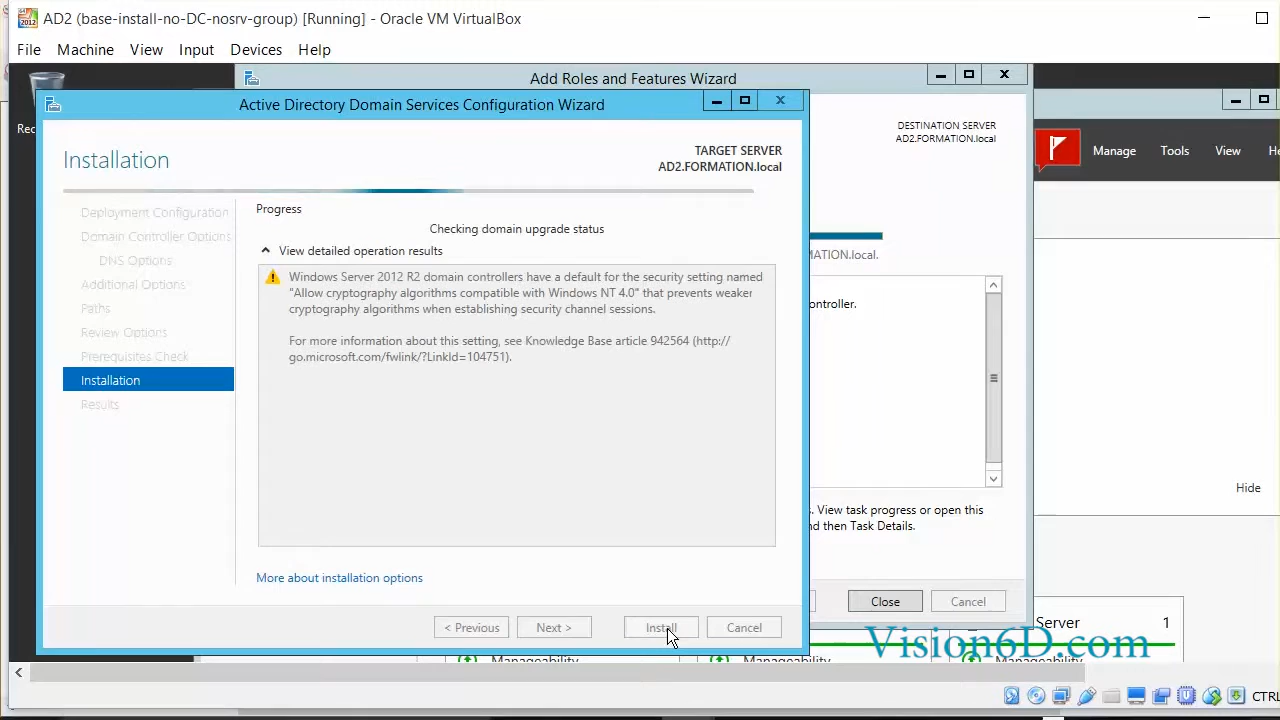 AD2 (base-install-no-DC-nosrv-group) [Running] - Oracle VM VirtualBox
File Machine View Input Devices Help
Add Roles and Features Wizard
Active Directory Domain Services Configuration Wizard
DESTINATION SERVER
AD2.FORMATION.local
Manage Tools View
Installation
TARGET SERVER
AD2.FORMATION.local
Deployment Configuration
Domain Controller Options
DNS Options
Additional Options
Paths
Review Options
Prerequisites Check
Installation
Results
Progress
Checking domain upgrade status
View detailed operation results
Windows Server 2012 R2 domain controllers have a default for the security setting named
"Allow cryptography algorithms compatible with Windows NT 4.0" that prevents weaker
cryptography algorithms when establishing security channel sessions.
For more information about this setting, see Knowledge Base article 942564 (http://
go.microsoft.com/fwlink/?LinkId=104751).
More about installation options
< Previous Next > Install Cancel
MATION.local.
ontroller.
. View task progress or open this
nd then Task Details.
Close Cancel
Hide
Server 1
Manageability Manageability Manageability
Vision6D.com
CTRL